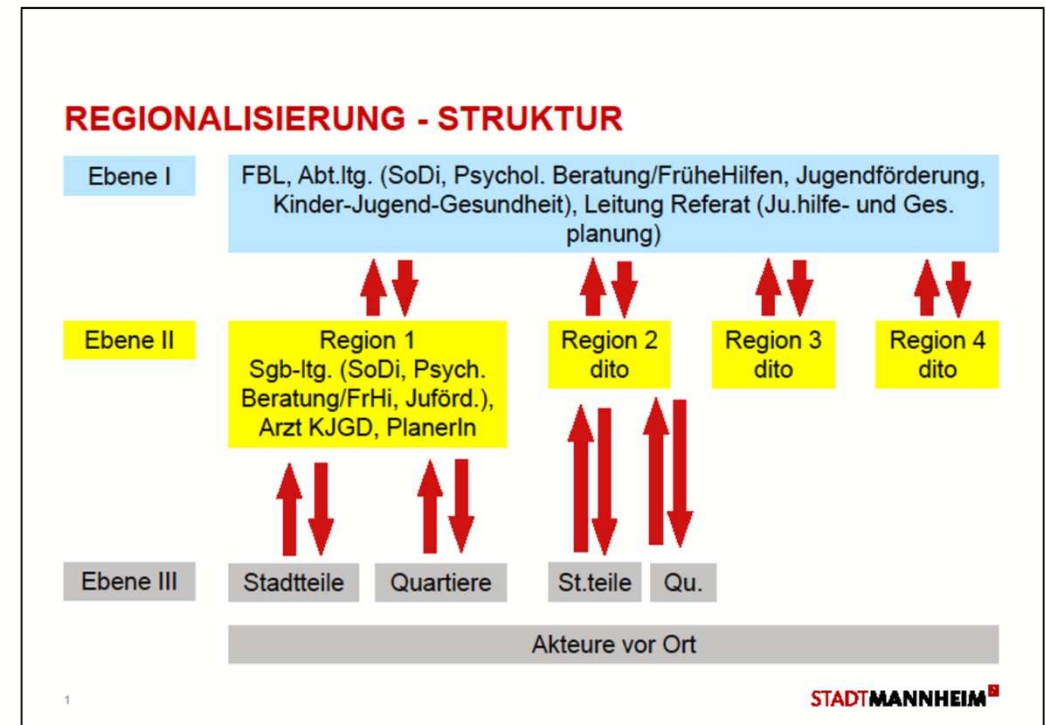 REGIONALISIERUNG - STRUKTUR
Ebene I
FBL, Abt.ltg. (SoDi, Psychol. Beratung/FrüheHilfen, Jugendförderung,
Kinder-Jugend-Gesundheit), Leitung Referat (Ju.hilfe- und Ges.
planung)
Ebene II
Region 1
Sgb-ltg. (SoDi, Psych.
Beratung/FrHi, Juförd.),
Arzt KJGD, PlanerIn
Region 2
dito
Region 3
dito
Region 4
dito
Ebene III
Stadtteile
Quartiere
St.teile
Qu.
Akteure vor Ort
1
STADTMANNHEIM